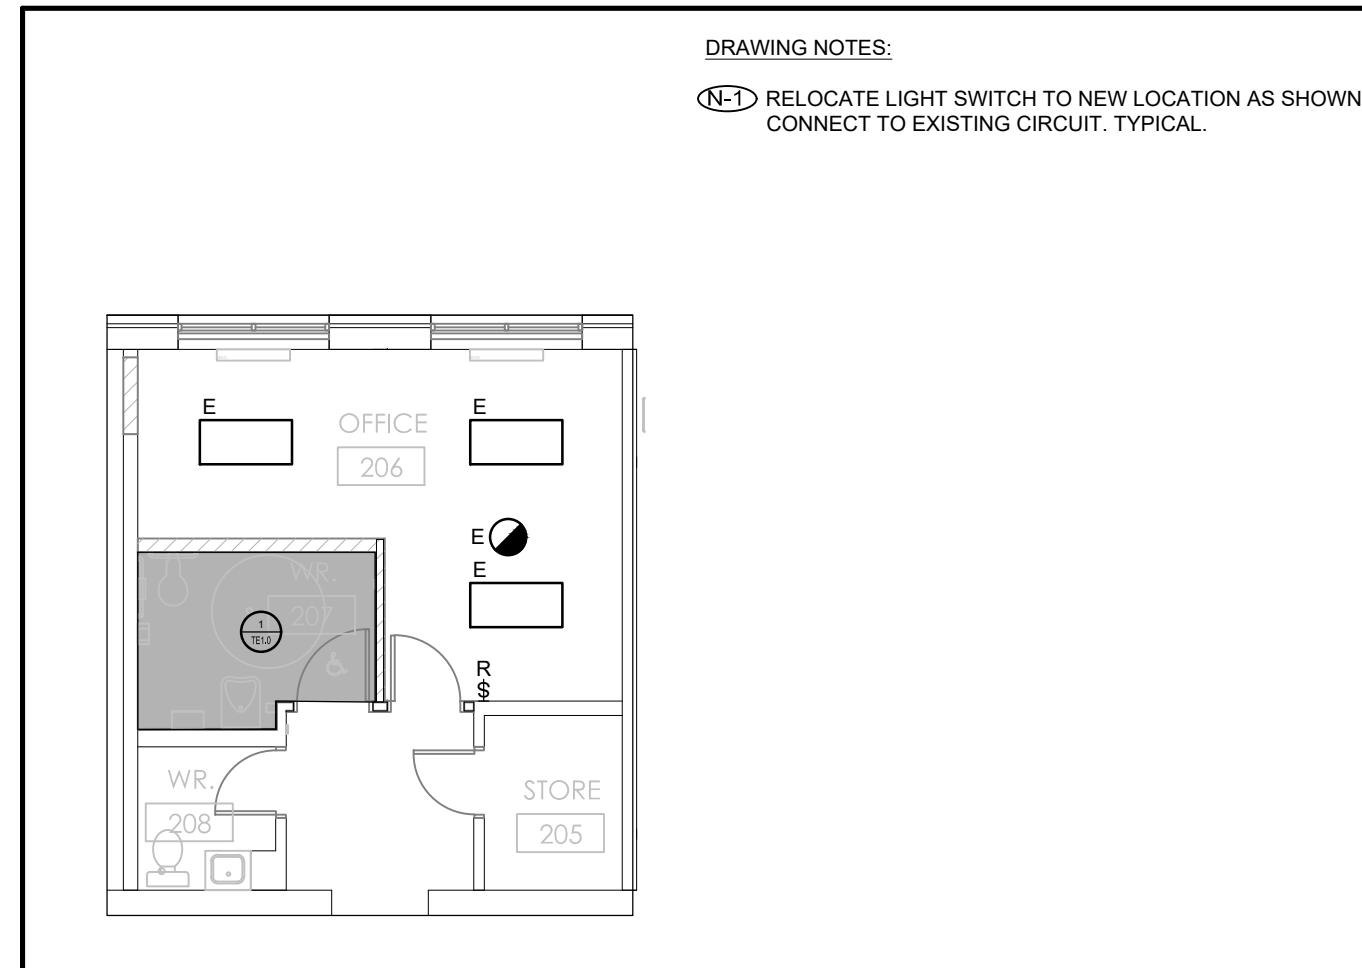 DRAWING NOTES:
N-1 RELOCATE LIGHT SWITCH TO NEW LOCATION AS SHOWN
CONNECT TO EXISTING CIRCUIT. TYPICAL.
E
E
OFFICE
206
E
E
WR.
207
1
TE1.0
R
$
WR.
208
STORE
205